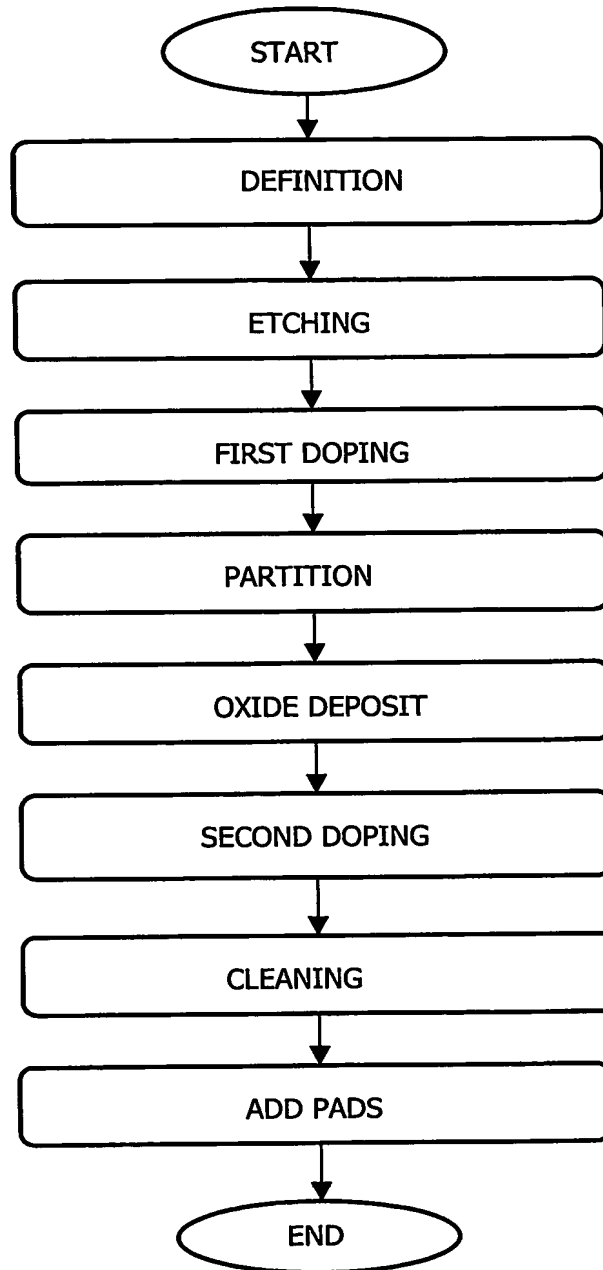 START
DEFINITION
ETCHING
FIRST DOPING
PARTITION
OXIDE DEPOSIT
SECOND DOPING
CLEANING
ADD PADS
END